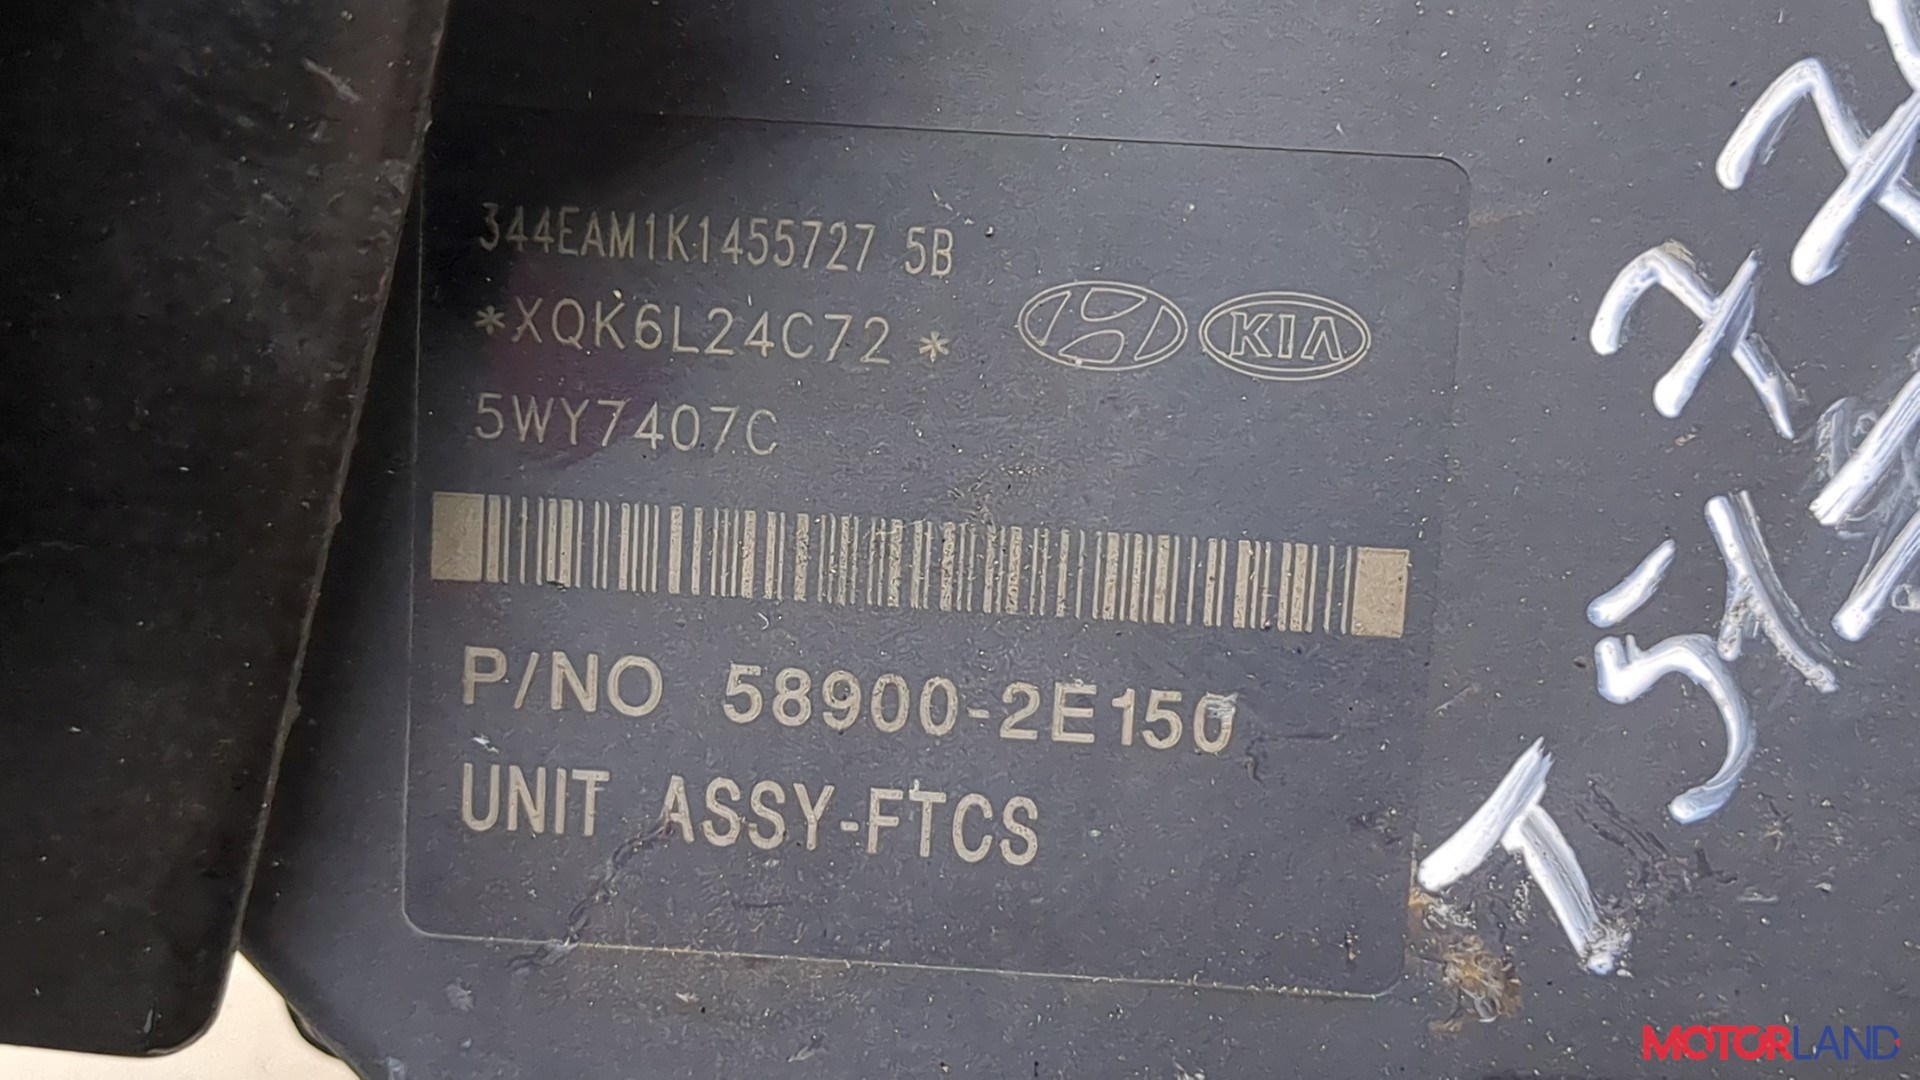 344EAM1K1455727 5B
*XQK6L24C72*
KIA
5WY7407C
P/NO 58900-2E150
UNIT ASSY-FTCS
MOTORLAND